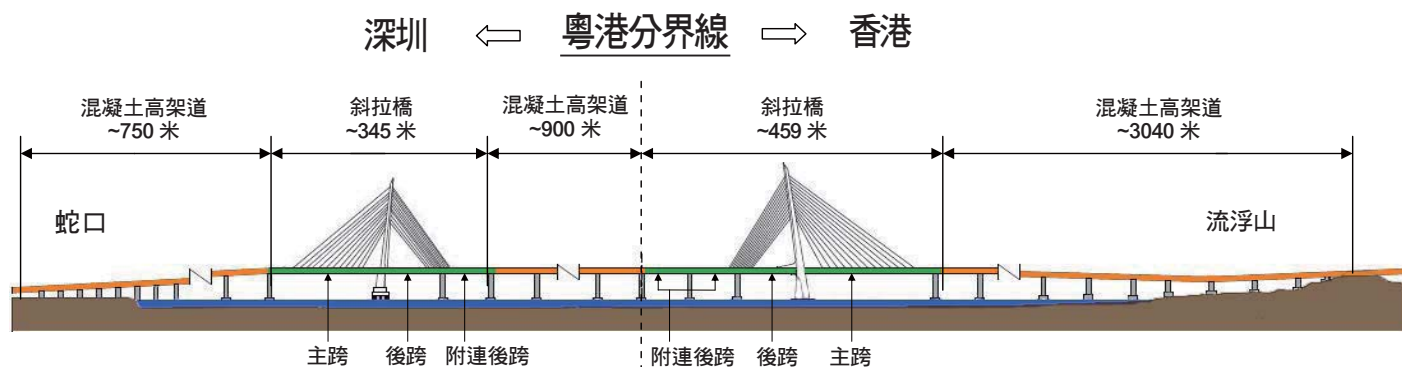 深圳 粵港分界線 香港
混凝土高架道
~750 米
斜拉橋
~345 米
混凝土高架道
~900 米
斜拉橋
~459 米
混凝土高架道
~3040 米
蛇口
流浮山
主跨 後跨 附連後跨 附連後跨 後跨 主跨